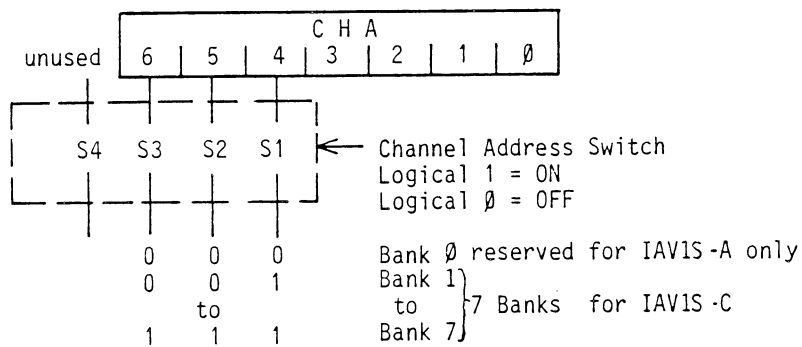 C H A
unused 6 5 4 3 2 1 Ø
S4 S3 S2 S1 Channel Address Switch
Logical 1 = ON
Logical Ø = OFF
0 0 0 Bank Ø reserved for IAV1S-A only
0 0 1 Bank 1
to to 7 Banks for IAV1S-C
1 1 1 Bank 7